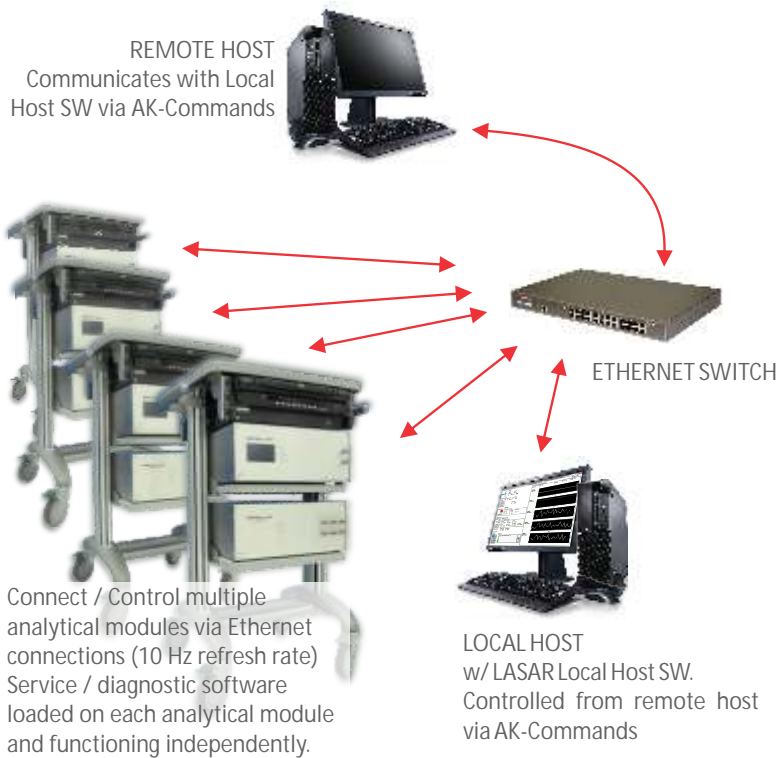 REMOTE HOST
Communicates with Local
Host SW via AK-Commands
ETHERNET SWITCH
Connect / Control multiple
analytical modules via Ethernet
connections (10 Hz refresh rate)
Service / diagnostic software
loaded on each analytical module
and functioning independently.
LOCAL HOST
w/ LASAR Local Host SW.
Controlled from remote host
via AK-Commands